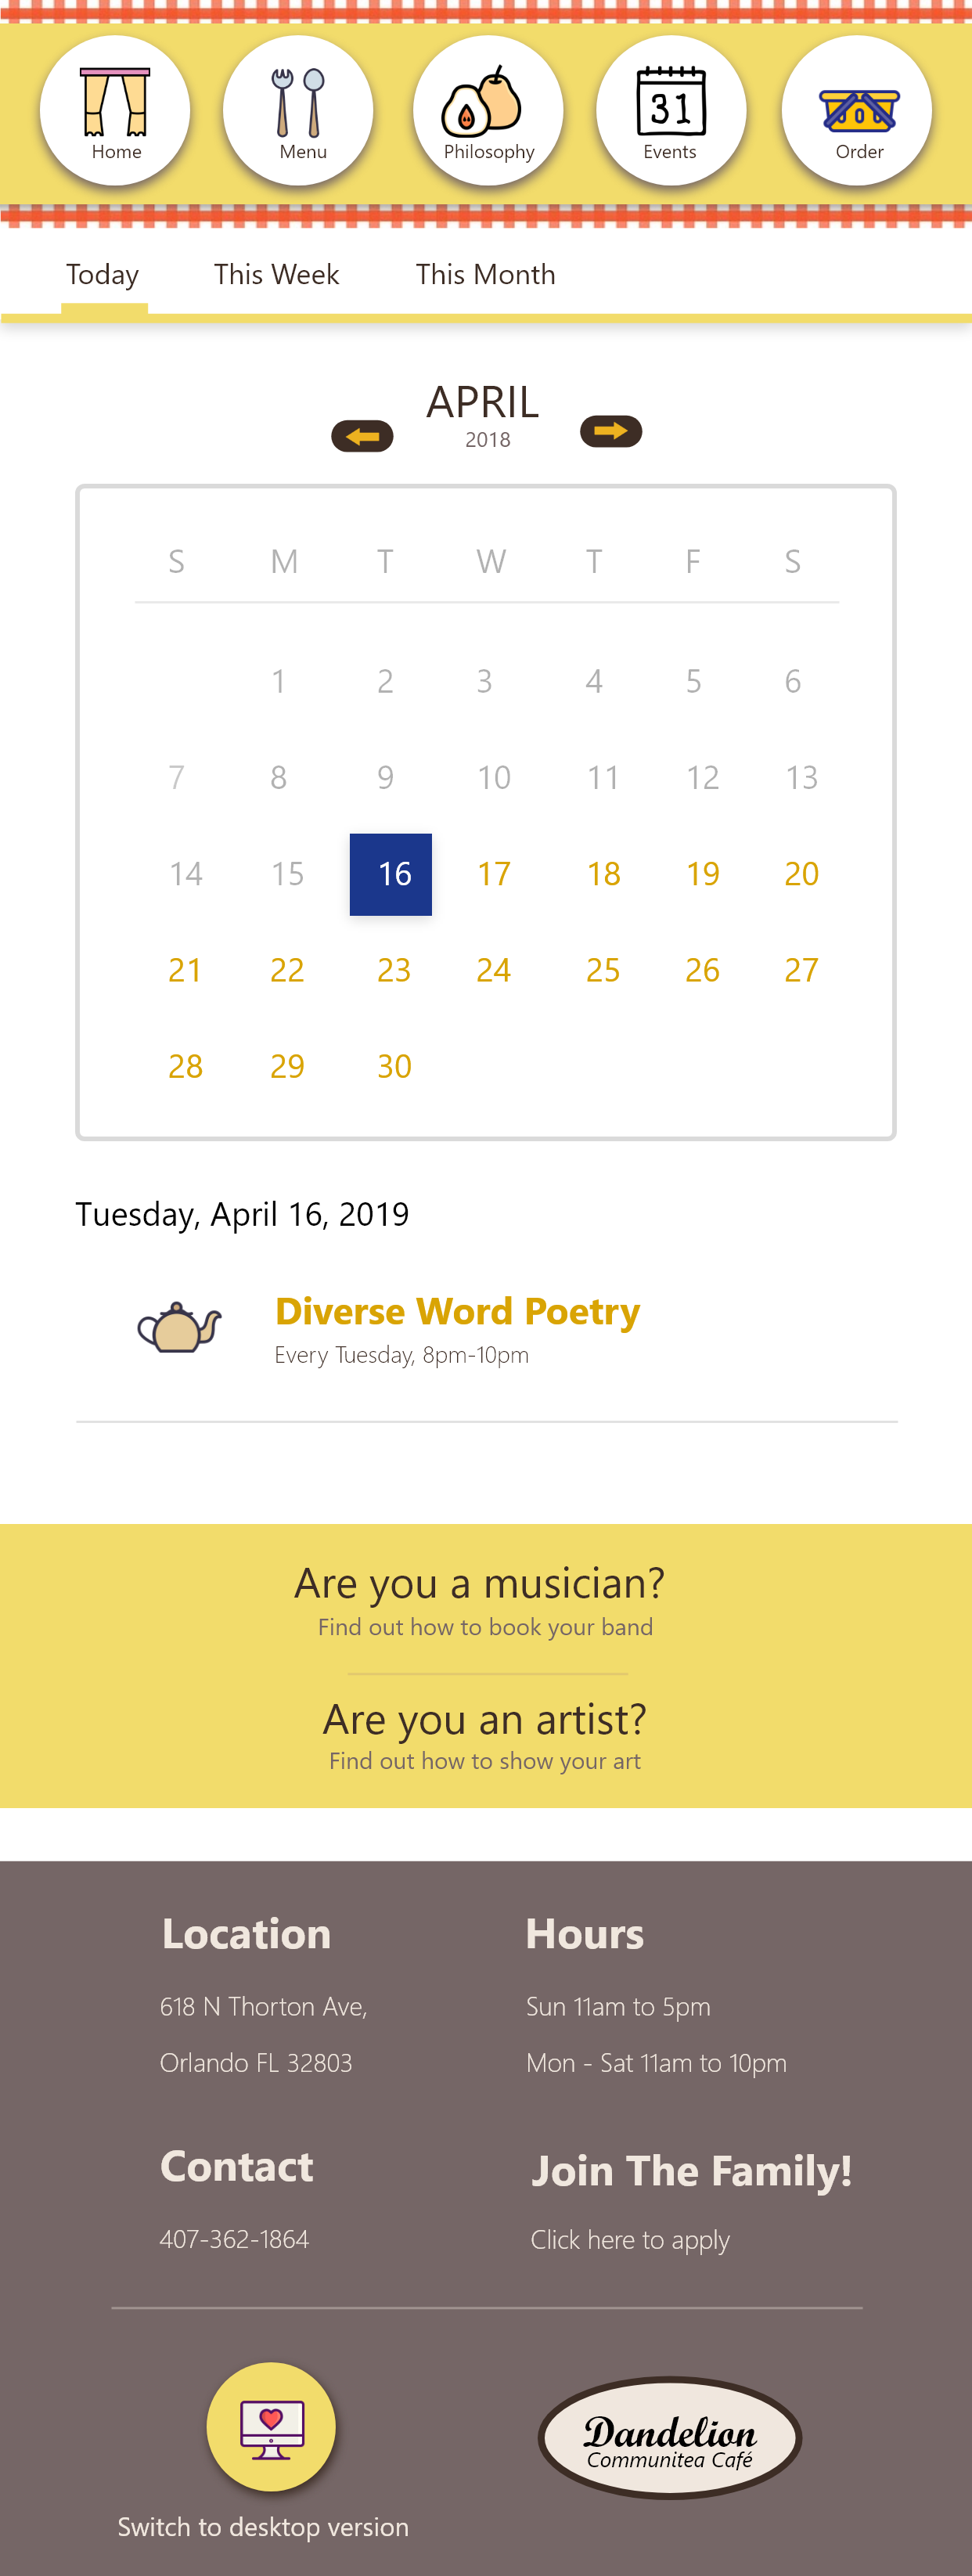 Home Menu Philosophy 31 Events Order
Today This Week This Month
APRIL
2018
S M T W T F S
1 2 3 4 5 6
7 8 9 10 11 12 13
14 15 16 17 18 19 20
21 22 23 24 25 26 27
28 29 30
Tuesday, April 16, 2019
Diverse Word Poetry
Every Tuesday, 8pm-10pm
Are you a musician?
Find out how to book your band
Are you an artist?
Find out how to show your art
Location
618 N Thorton Ave,
Orlando FL 32803
Hours
Sun 11am to 5pm
Mon - Sat 11am to 10pm
Contact
407-362-1864
Join The Family!
Click here to apply
Switch to desktop version
Dandelion
Communitea Café